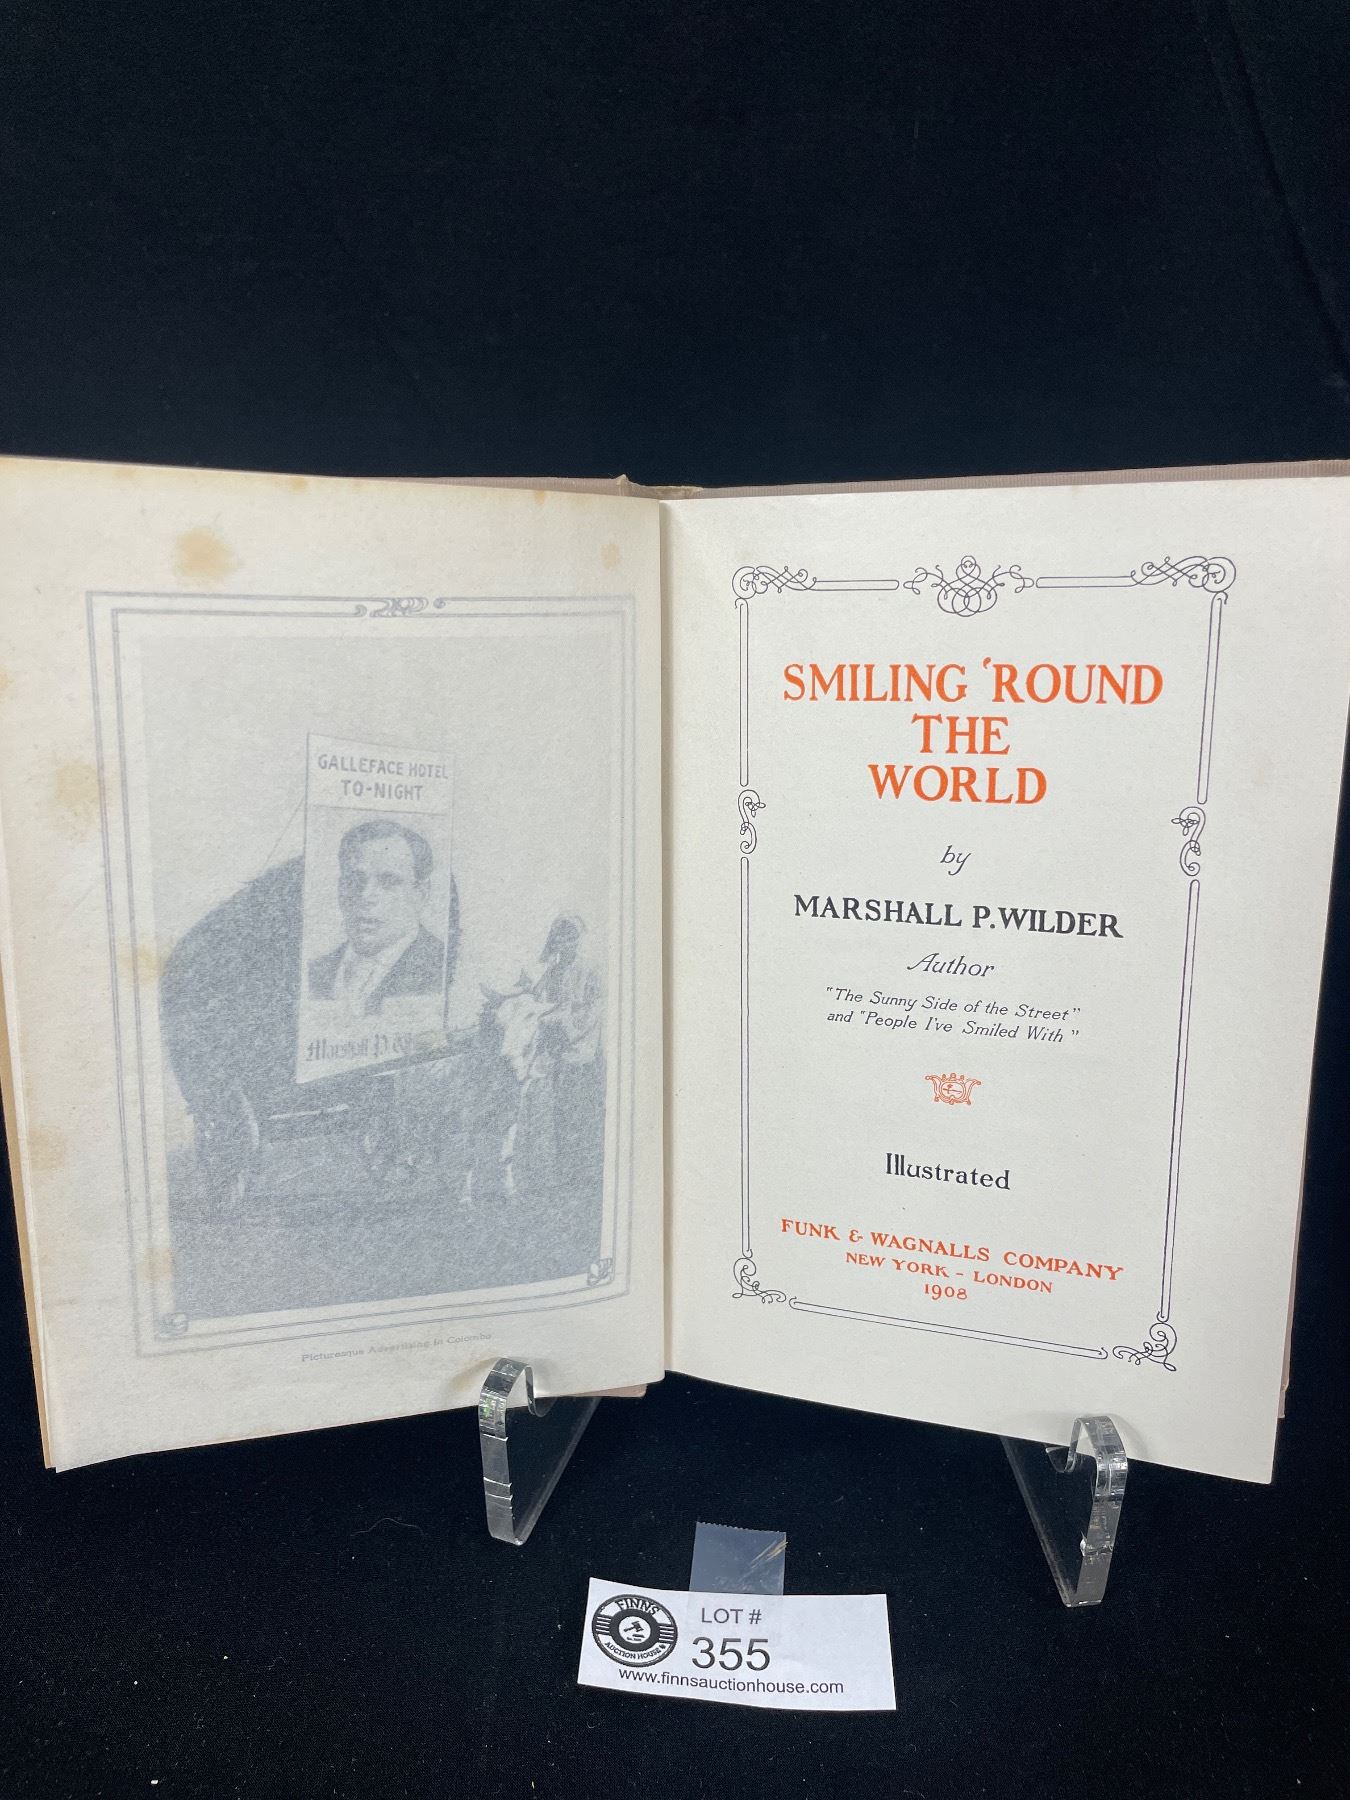 GALLEFACE HOTEL
TO-NIGHT
Marshall P.
Picturesque Advertising in Colombo
SMILING ‘ROUND
THE
WORLD
by
MARSHALL P. WILDER
Author
"The Sunny Side of the Street"
and "People I've Smiled With"
Illustrated
FUNK & WAGNALLS COMPANY
NEW YORK - LONDON
1908
FINNS
AUCTION HOUSE
LOT #
355
www.finnsauctionhouse.com